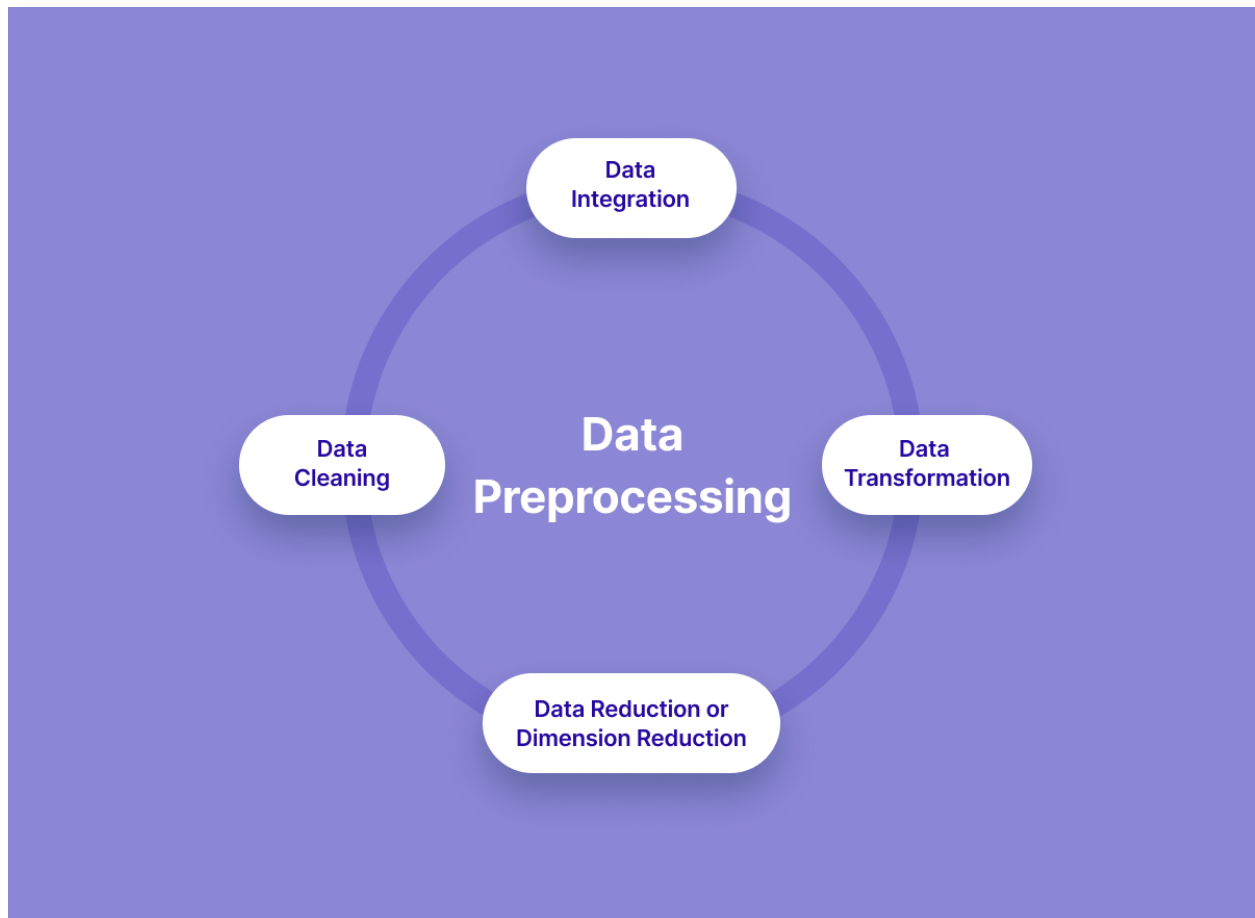 Data
Integration
Data
Cleaning
Data
Preprocessing
Data
Transformation
Data Reduction or
Dimension Reduction